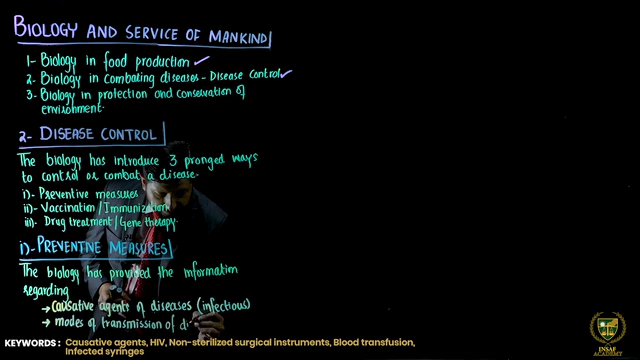 BIOLOGY AND SERVICE OF MANKIND
1- Biology in food production ✓
2- Biology in combating diseases - Disease control ✓
3- Biology in protection and conservation of
environment.
2- DISEASE CONTROL
The biology has introduce 3 pronged ways
to control or combat a disease.
i)- Preventive measures
ii)- Vaccination / Immunization
iii)- Drug treatment / Gene therapy.
i)- PREVENTIVE MEASURES
The biology has provided the information
regarding
→ causative agents of diseases (infectious)
→ modes of transmission of di
KEYWORDS : Causative agents, HIV, Non-sterilized surgical instruments, Blood transfusion,
Infected syringes
INSAF
ACADEMY